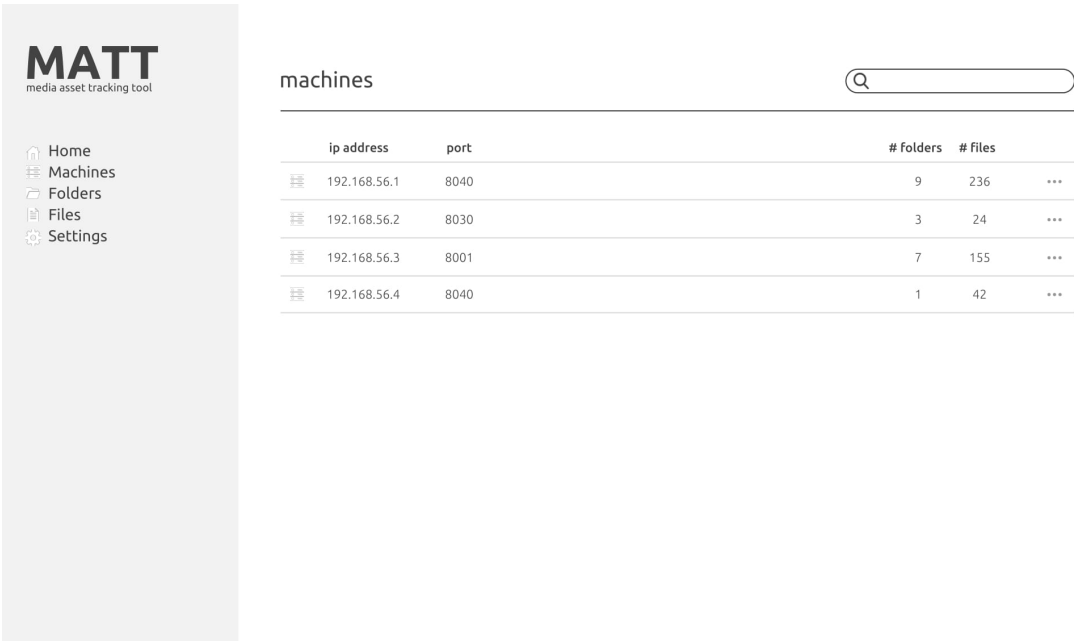 MATT
media asset tracking tool
Home
Machines
Folders
Files
Settings
machines
ip address port # folders # files
192.168.56.1 8040 9 236 •••
192.168.56.2 8030 3 24 •••
192.168.56.3 8001 7 155 •••
192.168.56.4 8040 1 42 •••